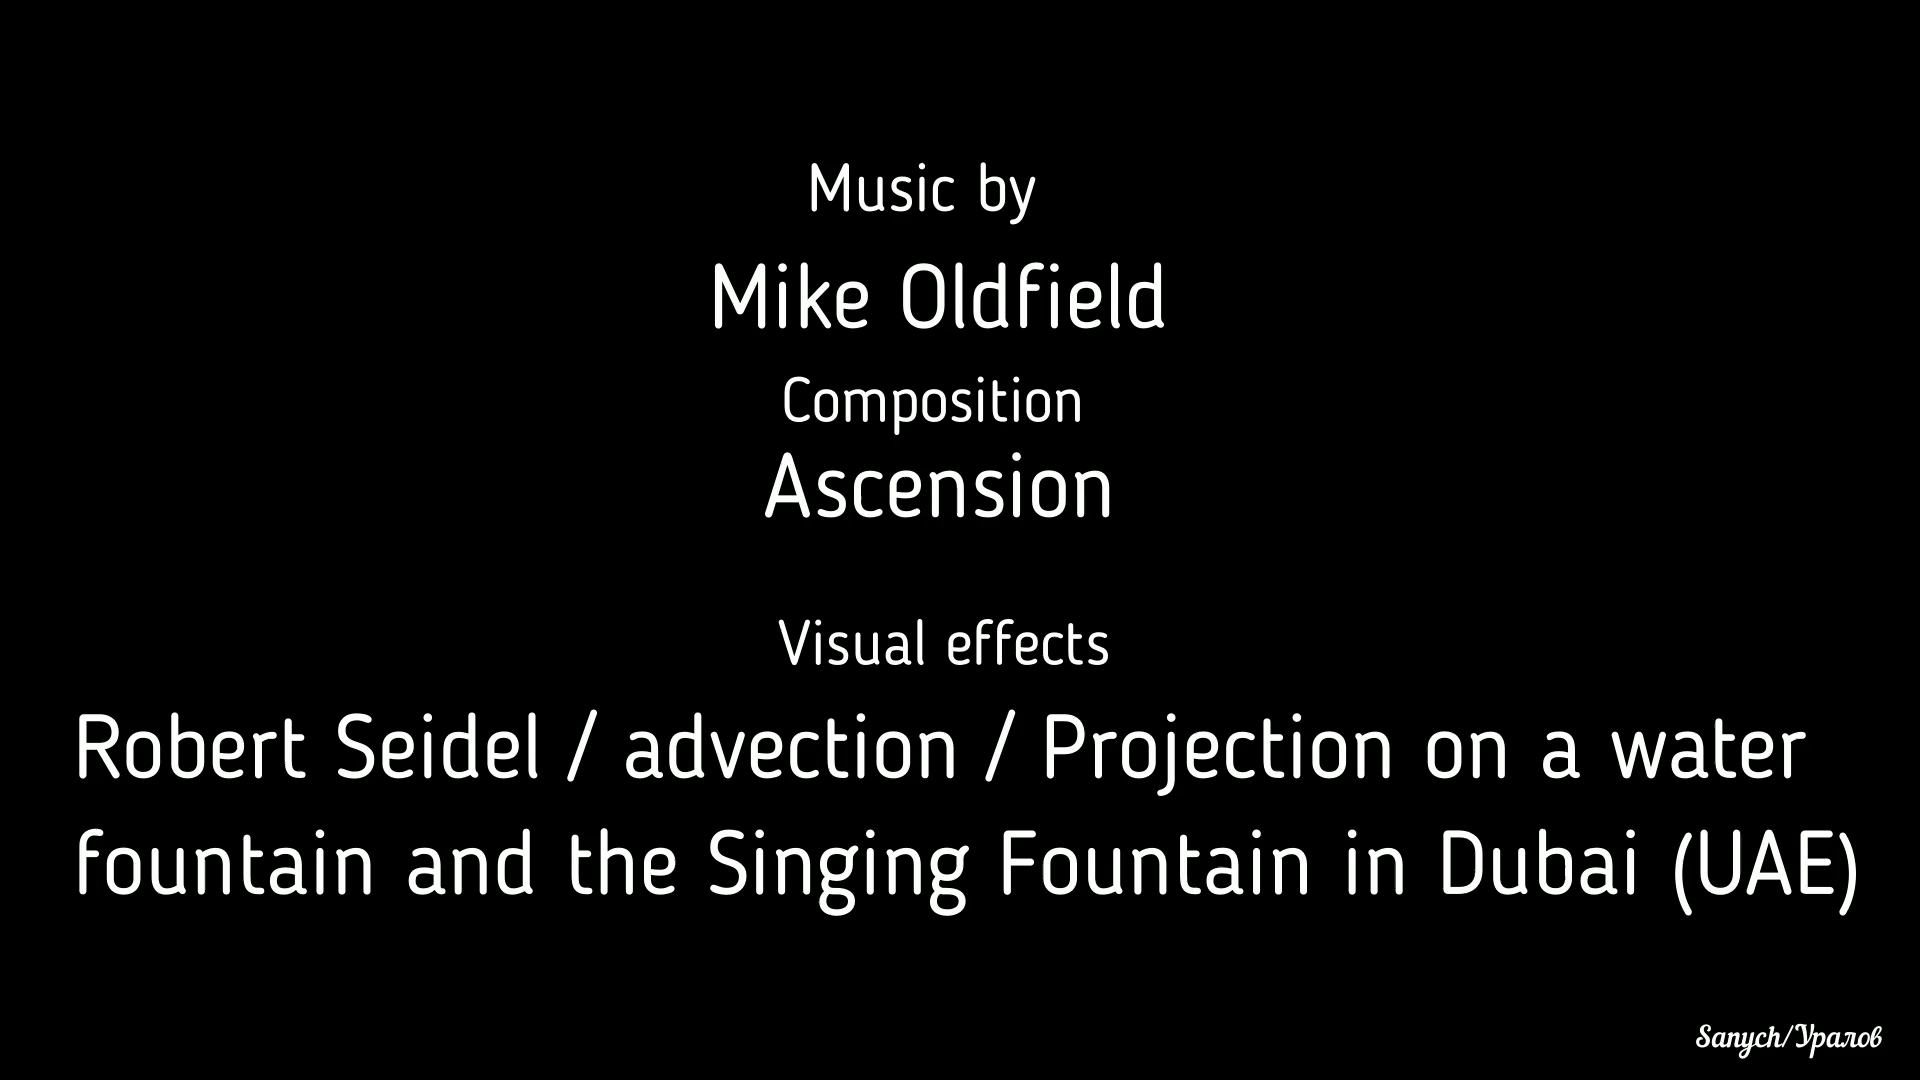 Music by
Mike Oldfield
Composition
Ascension
Visual effects
Robert Seidel / advection / Projection on a water
fountain and the Singing Fountain in Dubai (UAE)
Sanych/Уралов